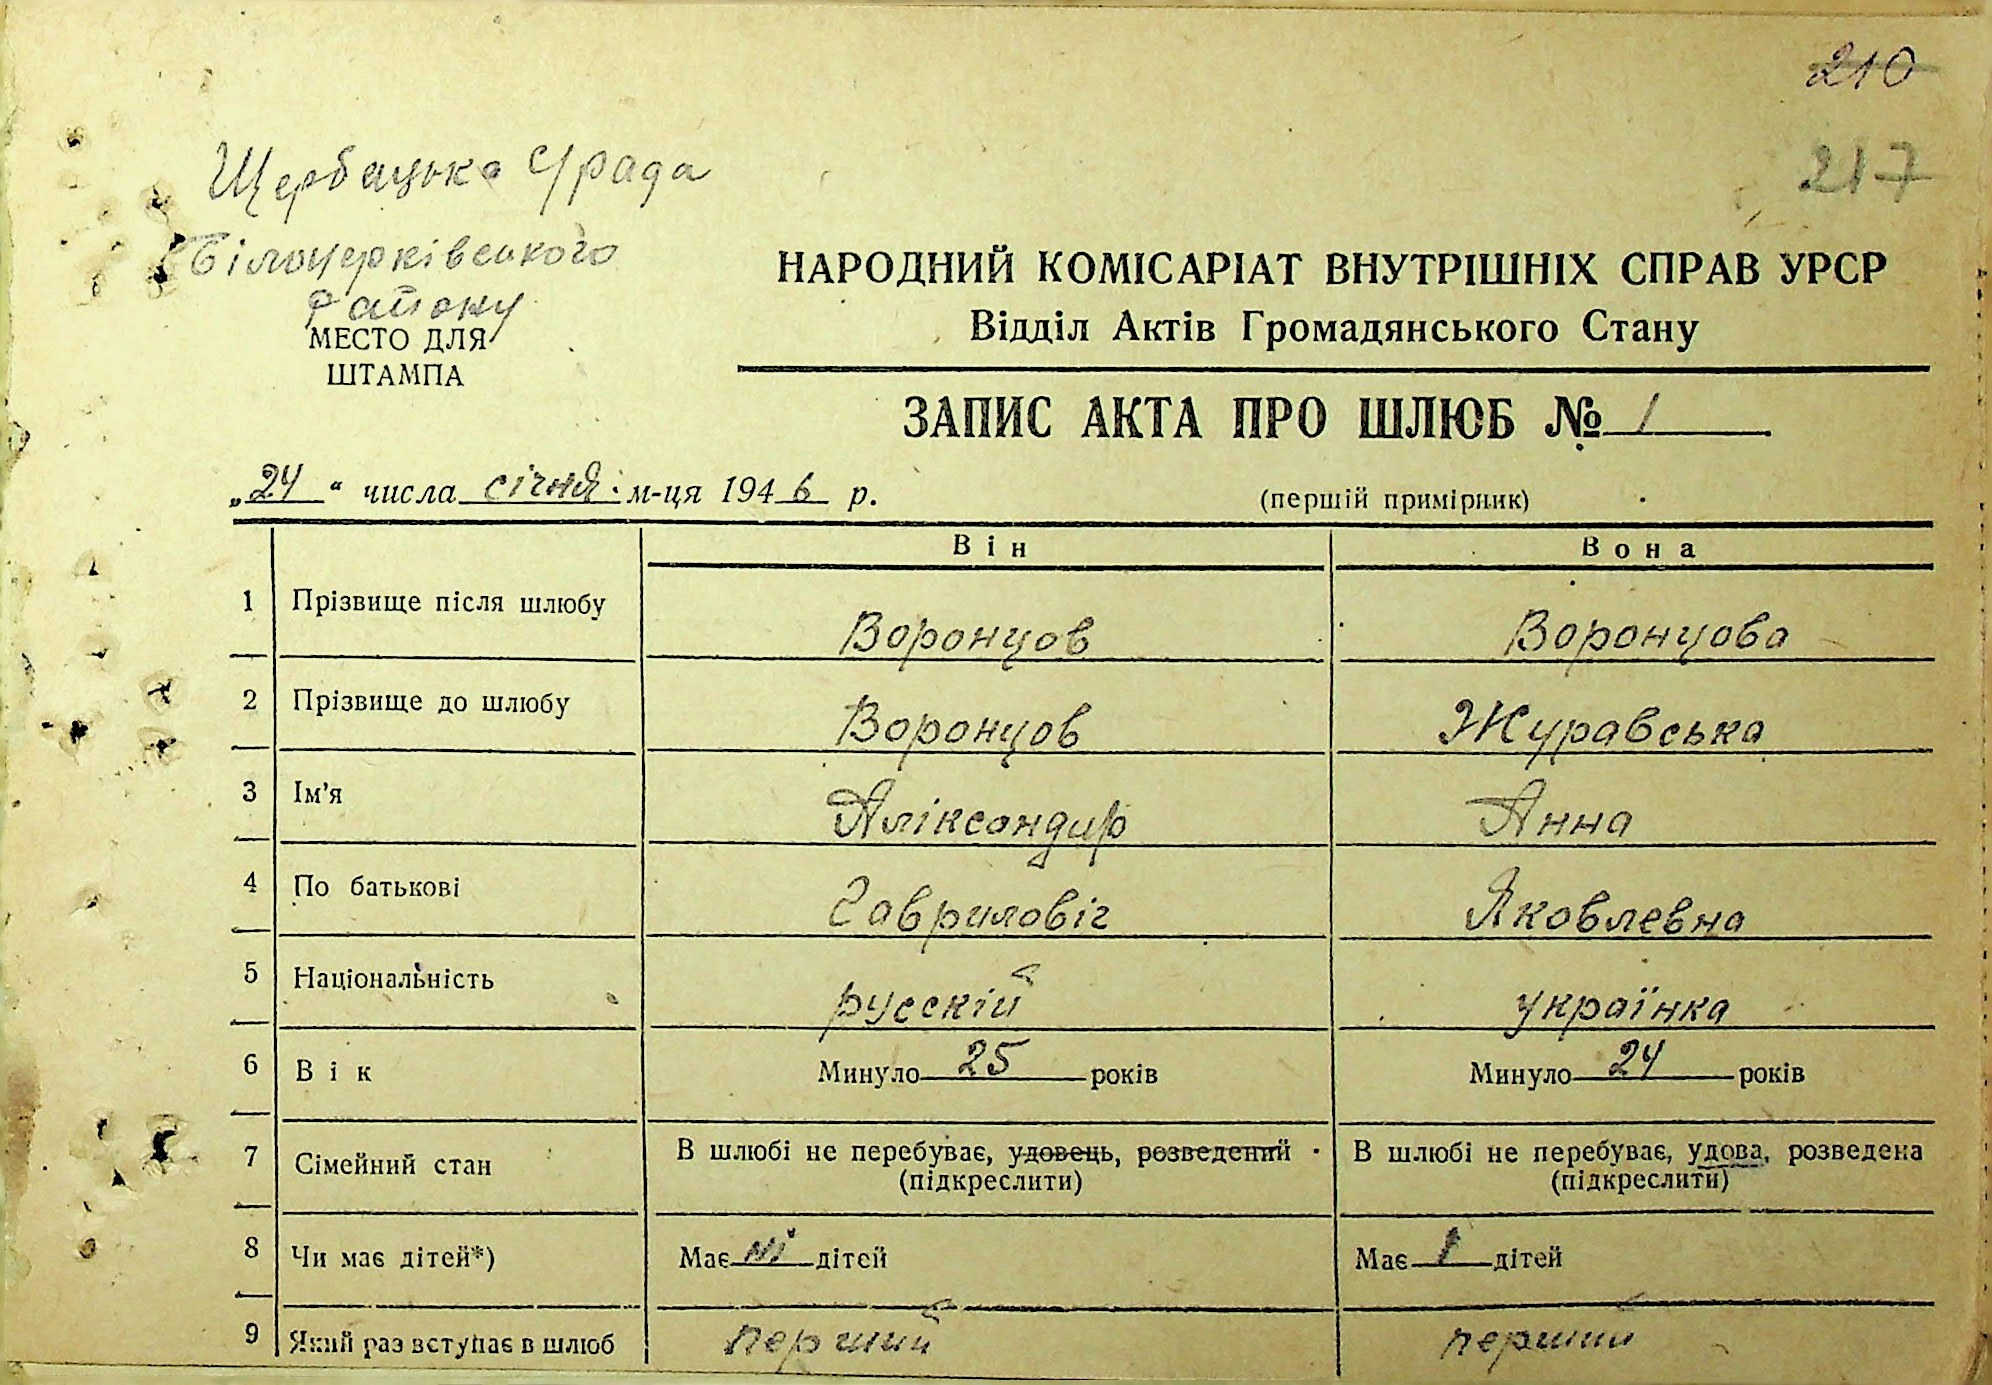 210
217
Щербацька с/рада
Білоцерківського
району
МЕСТО ДЛЯ
ШТАМПА
НАРОДНИЙ КОМІСАРІАТ ВНУТРІШНІХ СПРАВ УРСР
Відділ Актів Громадянського Стану
ЗАПИС АКТА ПРО ШЛЮБ № 1
„24“ числа січня м-ця 1946 р.
(першій примірник)
Він Вона
1 Прізвище після шлюбу Воронцов Воронцова
2 Прізвище до шлюбу Воронцов Журавська
3 Ім’я Аліксандир Анна
4 По батькові Гавриловіч Яковлевна
5 Національність русскій українка
6 Вік Минуло 25 років Минуло 24 років
7 Сімейний стан В шлюбі не перебуває, удовець, розведений В шлюбі не перебуває, удова, розведена
(підкреслити) (підкреслити)
8 Чи має дітей*) Має ні дітей Має 1 дітей
9 Який раз вступає в шлюб перший перший